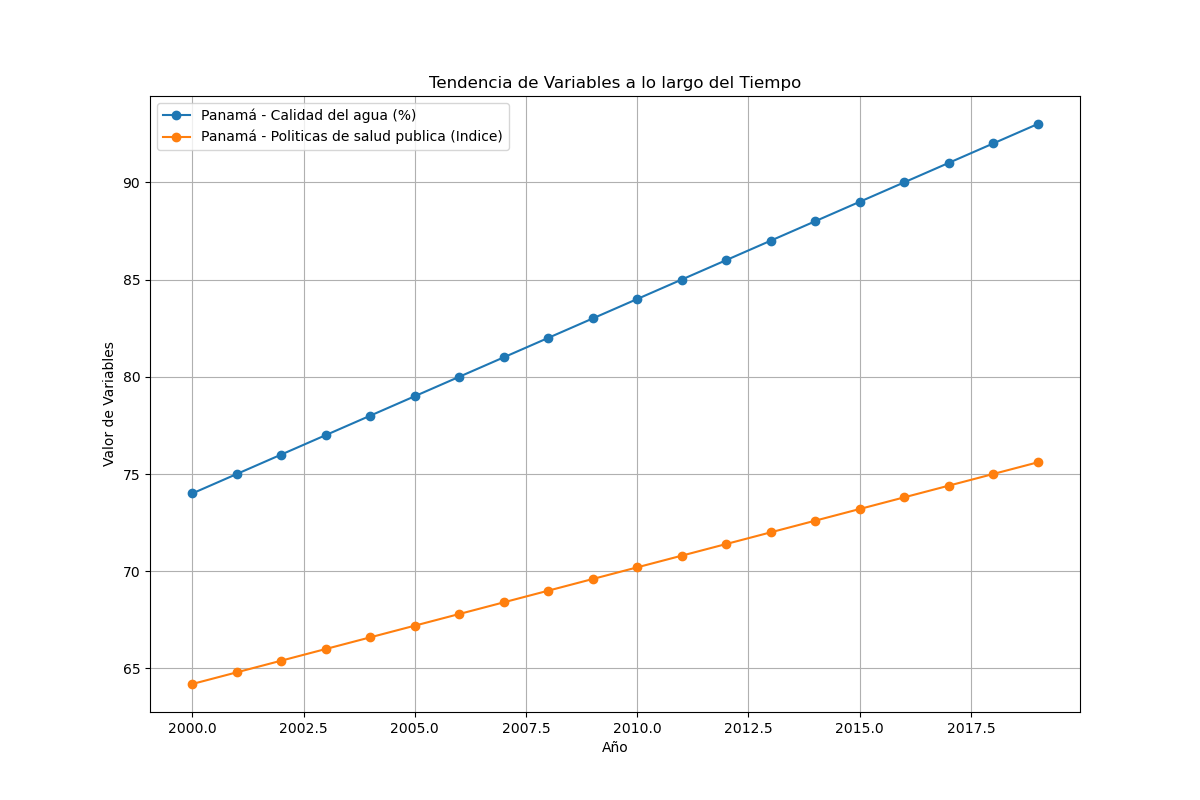 Tendencia de Variables a lo largo del Tiempo
Panamá - Calidad del agua (%)
Panamá - Politicas de salud publica (Indice)
Valor de Variables
90
85
80
75
70
65
2000.0 2002.5 2005.0 2007.5 2010.0 2012.5 2015.0 2017.5
Año